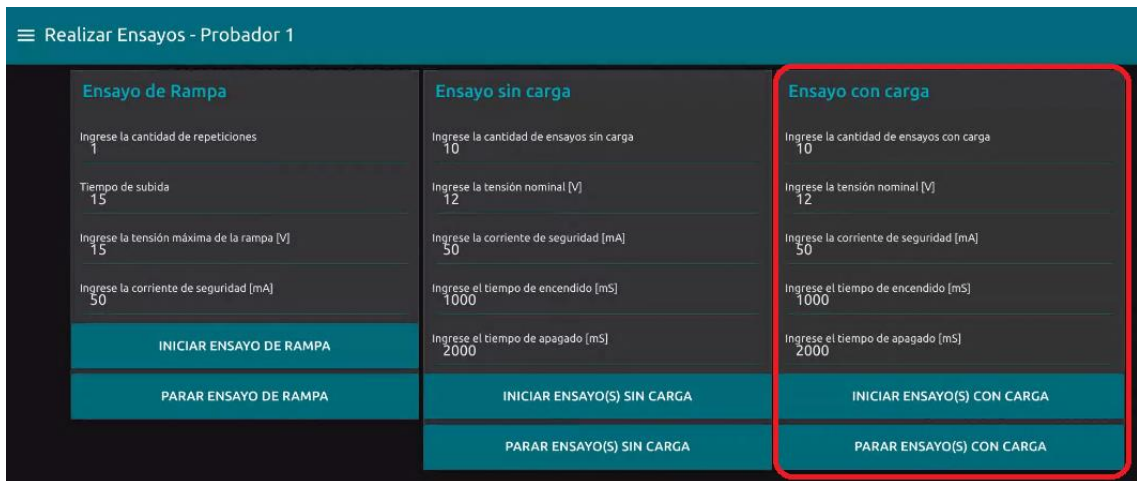 Realizar Ensayos - Probador 1
Ensayo de Rampa
Ingrese la cantidad de repeticiones
1
Tiempo de subida
15
Ingrese la tensión máxima de la rampa [V]
15
Ingrese la corriente de seguridad [mA]
50
INICIAR ENSAYO DE RAMPA
PARAR ENSAYO DE RAMPA
Ensayo sin carga
Ingrese la cantidad de ensayos sin carga
10
Ingrese la tensión nominal [V]
12
Ingrese la corriente de seguridad [mA]
50
Ingrese el tiempo de encendido [mS]
1000
Ingrese el tiempo de apagado [mS]
2000
INICIAR ENSAYO(S) SIN CARGA
PARAR ENSAYO(S) SIN CARGA
Ensayo con carga
Ingrese la cantidad de ensayos con carga
10
Ingrese la tensión nominal [V]
12
Ingrese la corriente de seguridad [mA]
50
Ingrese el tiempo de encendido [mS]
1000
Ingrese el tiempo de apagado [mS]
2000
INICIAR ENSAYO(S) CON CARGA
PARAR ENSAYO(S) CON CARGA